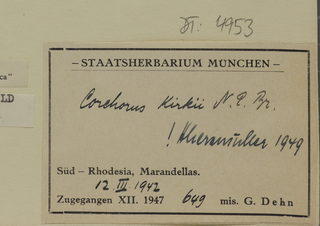 4953
a"
LD
– STAATSHERBARIUM MÜNCHEN –
Corchorus Kirkii N. E. Br.
! Merxmüller 1949
Süd – Rhodesia, Marandellas.
12 III 1942
Zugegangen XII. 1947 649 mis. G. Dehn